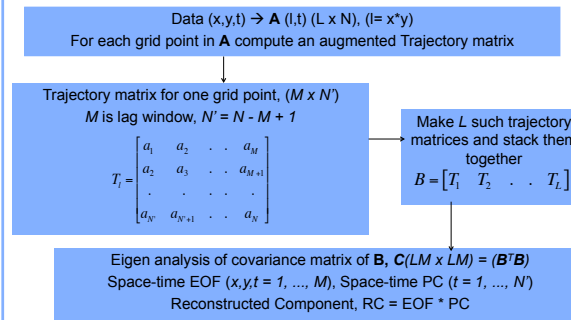 Data (x,y,t) → A (l,t) (L x N), (l= x*y)
For each grid point in A compute an augmented Trajectory matrix
Trajectory matrix for one grid point, (M x N')
M is lag window, N' = N - M + 1
T_l = [a_1 a_2 . . a_M
a_2 a_3 . . a_{M+1}
. . . . .
a_{N'} a_{N'+1} . . a_N]
Make L such trajectory
matrices and stack them
together
B = [T_1 T_2 . . T_L]
Eigen analysis of covariance matrix of B, C(LM x LM) = (B^T B)
Space-time EOF (x,y,t = 1, ..., M), Space-time PC (t = 1, ..., N')
Reconstructed Component, RC = EOF * PC